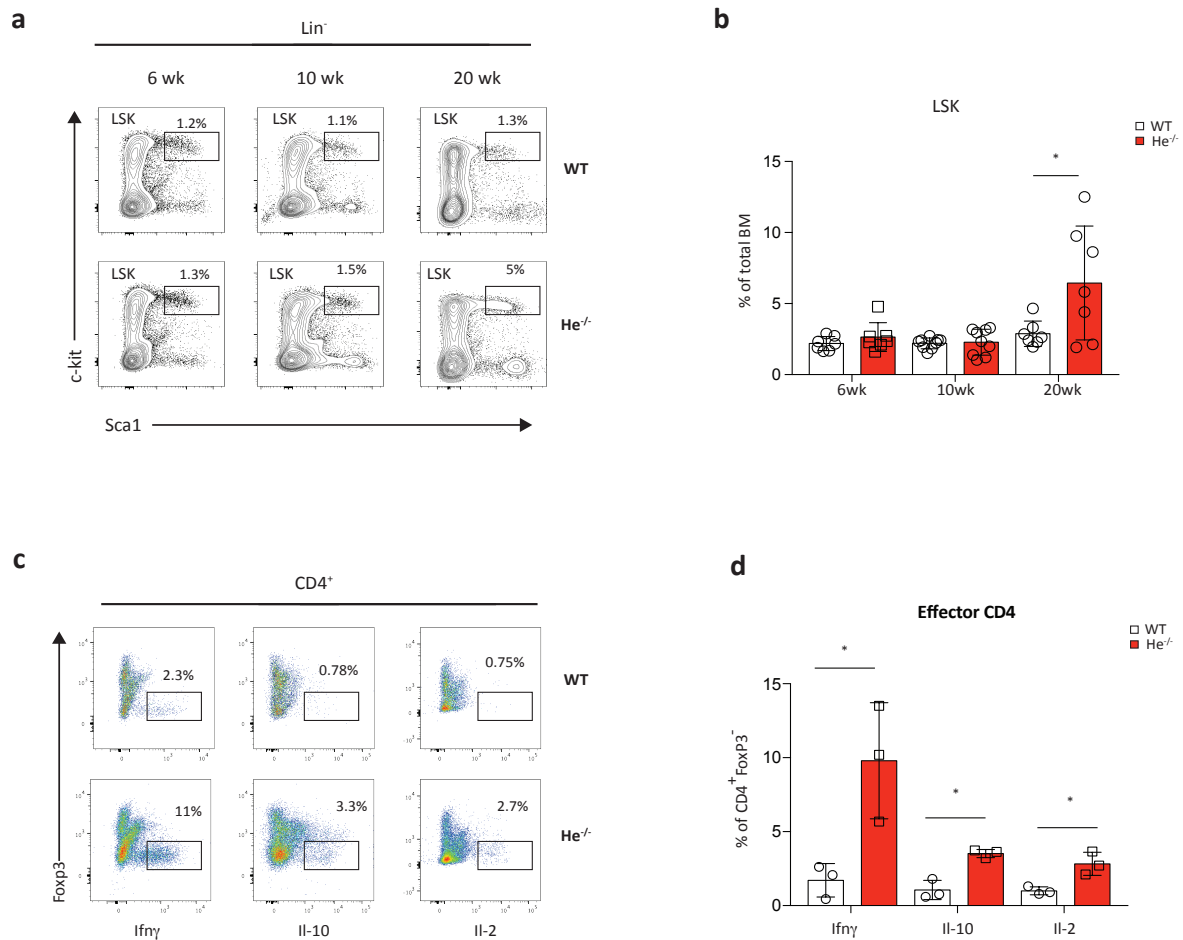 a
Lin-
6 wk 10 wk 20 wk
LSK 1.2% LSK 1.1% LSK 1.3%
WT
LSK 1.3% LSK 1.5% LSK 5%
He-/-
c-kit
Sca1
b
LSK
WT
He-/-
15
10
5
0
% of total BM
6wk 10wk 20wk
*
c
CD4+
2.3% 0.78% 0.75%
WT
11% 3.3% 2.7%
He-/-
Foxp3
Ifnγ Il-10 Il-2
d
Effector CD4
WT
He-/-
* * *
15
10
5
0
% of CD4+ FoxP3-
Ifnγ Il-10 Il-2